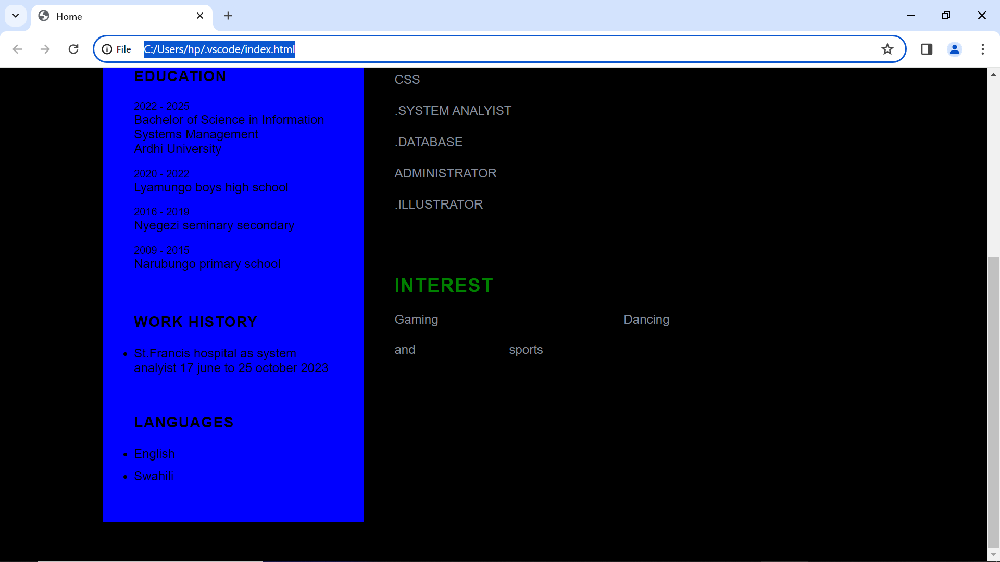 Home
File
C:/Users/hp/.vscode/index.html
EDUCATION
2022 - 2025
Bachelor of Science in Information
Systems Management
Ardhi University
2020 - 2022
Lyamungo boys high school
2016 - 2019
Nyegezi seminary secondary
2009 - 2015
Narubungo primary school
WORK HISTORY
• St.Francis hospital as system
analyist 17 june to 25 october 2023
LANGUAGES
• English
• Swahili
CSS
.SYSTEM ANALYIST
.DATABASE
ADMINISTRATOR
.ILLUSTRATOR
INTEREST
Gaming Dancing
and sports